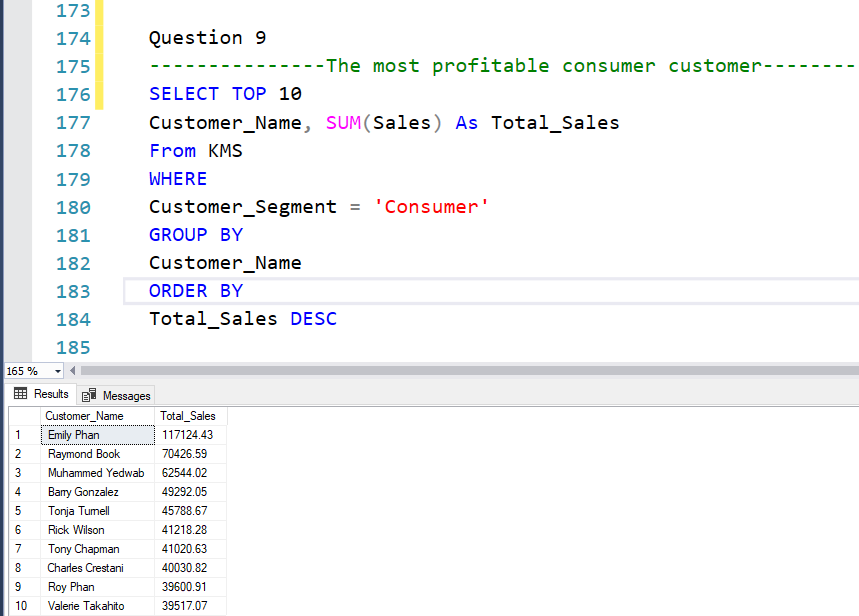 173
174 Question 9
175 ---------------The most profitable consumer customer--------
176 SELECT TOP 10
177 Customer_Name, SUM(Sales) As Total_Sales
178 From KMS
179 WHERE
180 Customer_Segment = 'Consumer'
181 GROUP BY
182 Customer_Name
183 ORDER BY
184 Total_Sales DESC
185
165 %
Results Messages
Customer_Name Total_Sales
1 Emily Phan 117124.43
2 Raymond Book 70426.59
3 Muhammed Yedwab 62544.02
4 Barry Gonzalez 49292.05
5 Tonja Turnell 45788.67
6 Rick Wilson 41218.28
7 Tony Chapman 41020.63
8 Charles Crestani 40030.82
9 Roy Phan 39600.91
10 Valerie Takahito 39517.07